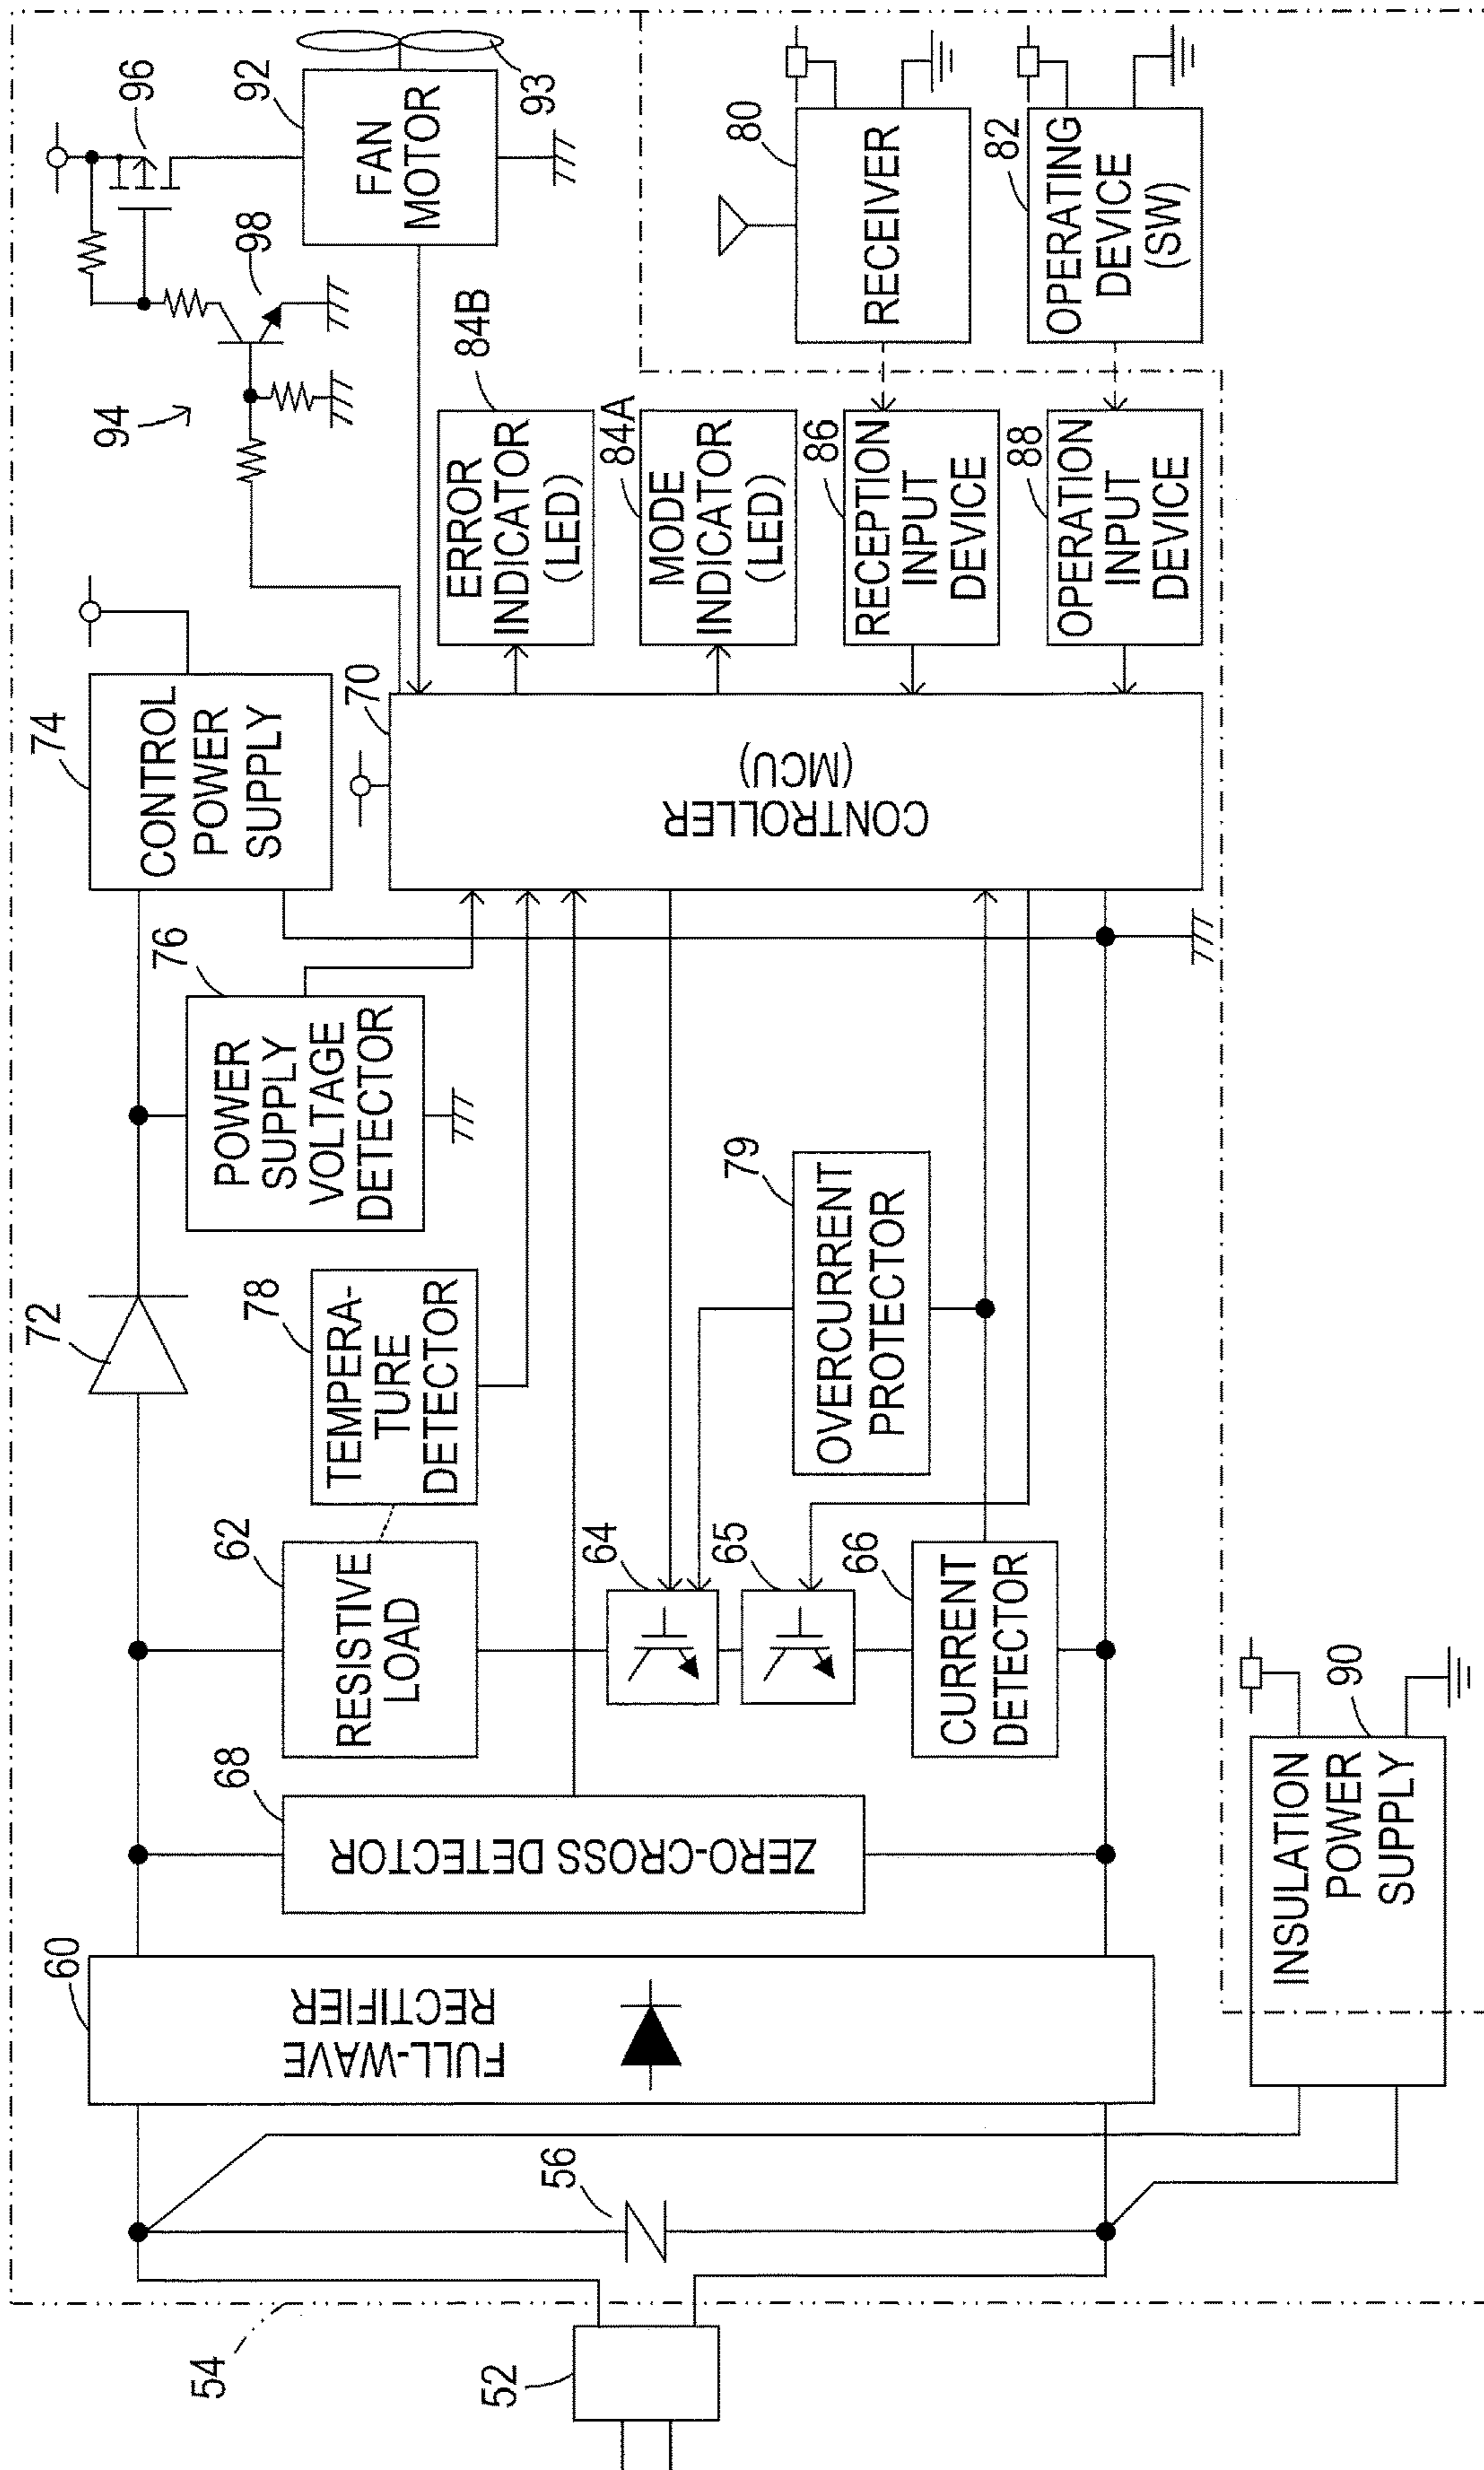 54
52
56
60
FULL-WAVE
RECTIFIER
68
ZERO-CROSS DETECTOR
62
RESISTIVE
LOAD
64
65
66
CURRENT
DETECTOR
90
INSULATION
POWER
SUPPLY
72
78
TEMPERA-
TURE
DETECTOR
79
OVERCURRENT
PROTECTOR
76
POWER
SUPPLY
VOLTAGE
DETECTOR
74
CONTROL
POWER
SUPPLY
70
CONTROLLER
(MCU)
94
98
96
92
FAN
MOTOR
93
84B
ERROR
INDICATOR
(LED)
84A
MODE
INDICATOR
(LED)
86
RECEPTION
INPUT
DEVICE
88
OPERATION
INPUT
DEVICE
80
RECEIVER
82
OPERATING
DEVICE
(SW)